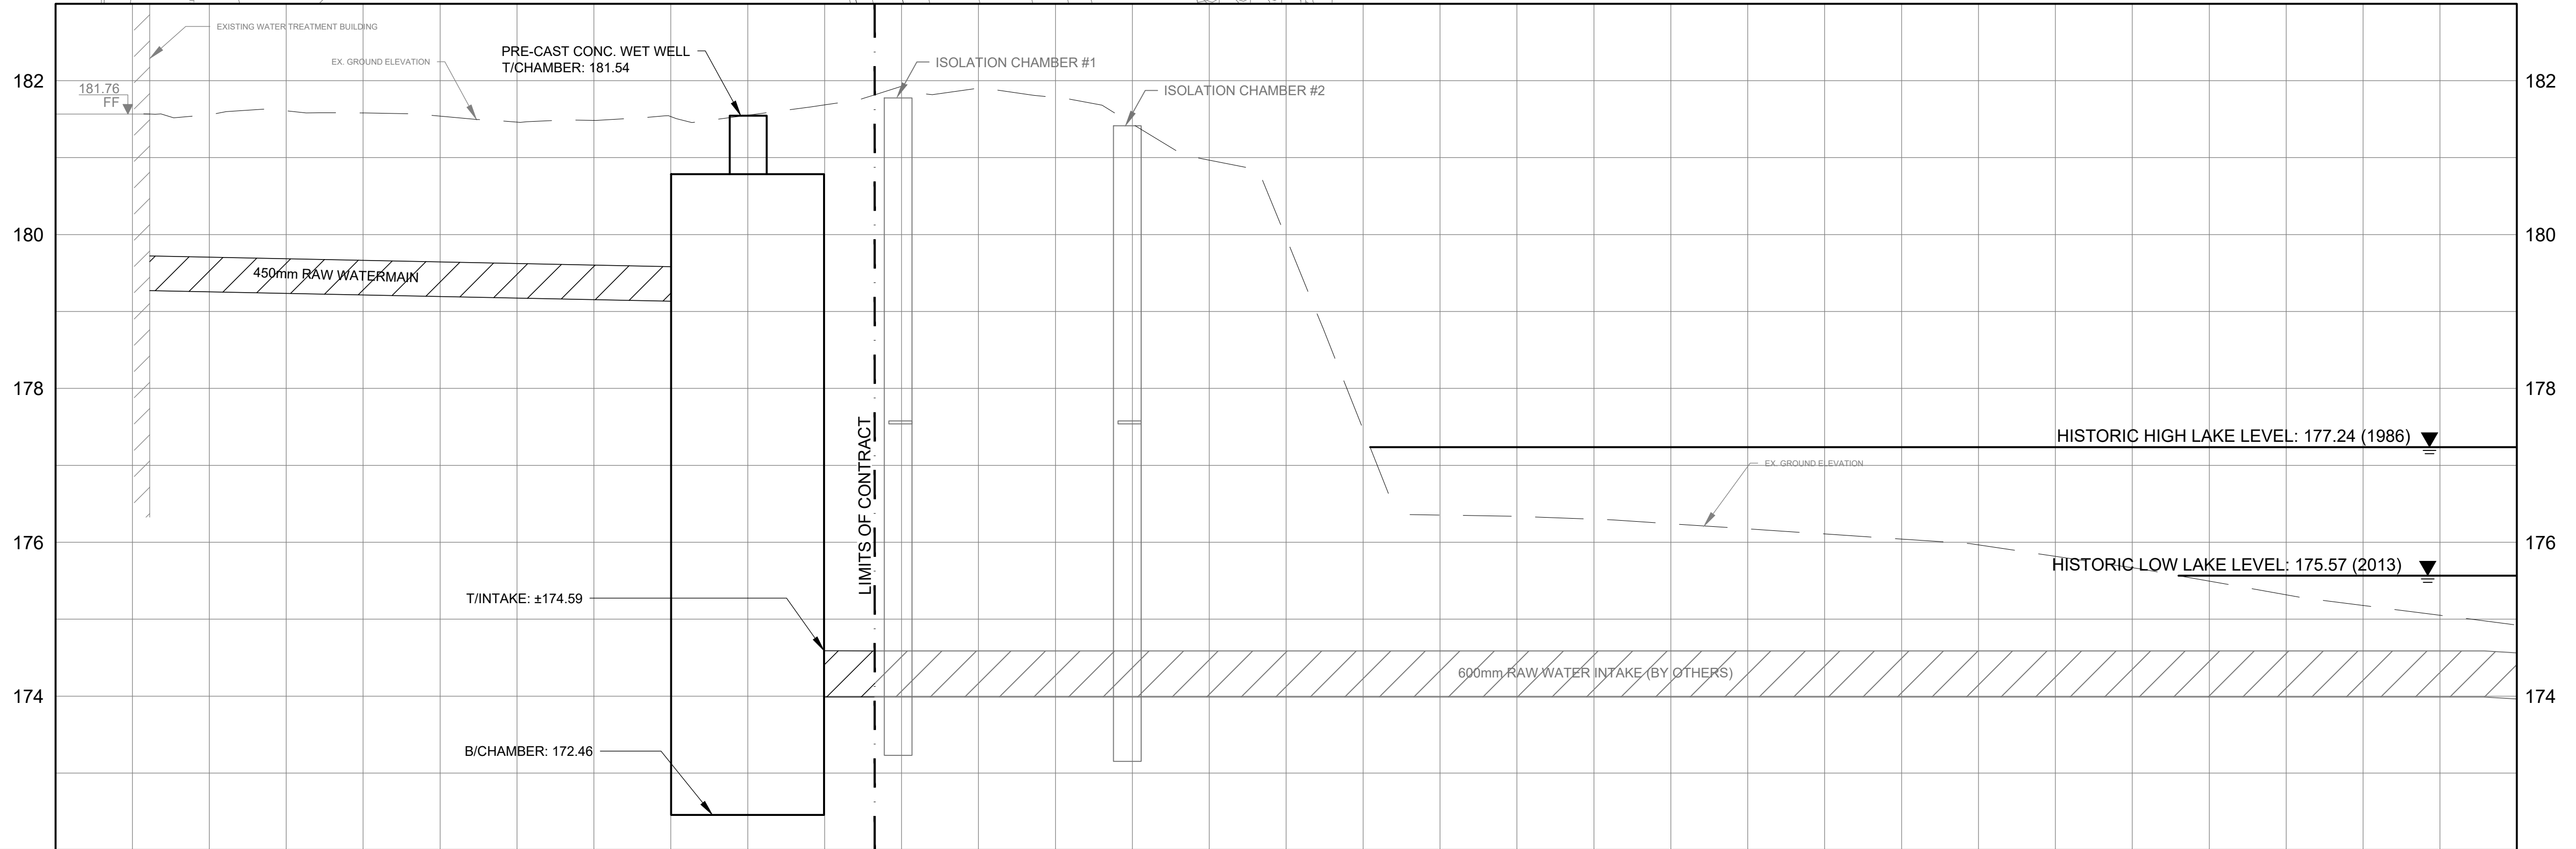 EXISTING WATER TREATMENT BUILDING
PRE-CAST CONC. WET WELL
T/CHAMBER: 181.54
EX. GROUND ELEVATION
ISOLATION CHAMBER #1
182
182
181.76
FF
ISOLATION CHAMBER #2
180
180
450mm RAW WATERMAIN
178
178
LIMITS OF CONTRACT
HISTORIC HIGH LAKE LEVEL: 177.24 (1986)
EX. GROUND ELEVATION
176
176
HISTORIC LOW LAKE LEVEL: 175.57 (2013)
T/INTAKE: ±174.59
600mm RAW WATER INTAKE (BY OTHERS)
174
174
B/CHAMBER: 172.46